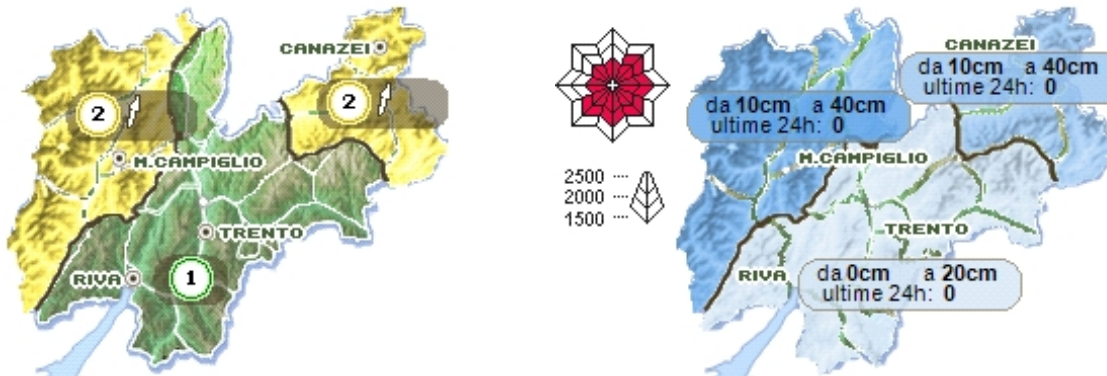 CANAZEI
2
2
M.CAMPIGLIO
TRENTO
RIVA
1
2500
2000
1500
CANAZEI
da 10cm a 40cm
ultime 24h: 0
da 10cm a 40cm
ultime 24h: 0
M.CAMPIGLIO
TRENTO
RIVA
da 0cm a 20cm
ultime 24h: 0